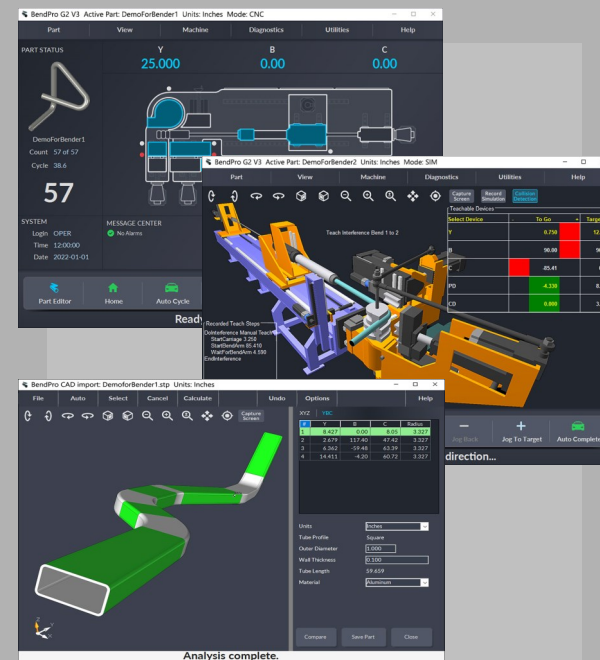 BendPro G2 V3 Active Part: DemoForBender1 Units: Inches Mode: CNC
Part View Machine Diagnostics Utilities Help
PART STATUS
Y B C
25.000 0.00 0.00
DemoForBender1
Count 57 of 57
Cycle 38.6
57
SYSTEM
Login OPER
Time 12:00:00
Date 2022-01-01
MESSAGE CENTER
No Alarms
Part Editor Home Auto Cycle
Ready
BendPro G2 V3 Active Part: DemoForBender2 Units: Inches Mode: SIM
Part View Machine Diagnostics Utilities Help
Capture Screen Record Simulation Collision Detection
Teach Interference Bend 1 to 2
Teachable Devices
Select Device - To Go + Targe
Y 0.750 12.
B 90.00 90
C -85.41
PD -4.330 8.
CD 0.000 3.
Recorded Teach Steps
DoInterference Manual Teach
StartCarriage 3.250
StartBendArm 85.410
WaitForBendArm 4.590
EndInterference
Jog Back Jog To Target Auto Complete
direction...
BendPro CAD import: DemoforBender1.stp Units: Inches
File Auto Select Cancel Calculate Undo Options Help
Capture Screen
XYZ YBC
# Y B C Radius
1 8.427 0.00 8.05 3.327
2 2.679 117.40 47.42 3.327
3 6.362 -59.48 63.39 3.327
4 14.411 -4.20 60.72 3.327
Units Inches
Tube Profile Square
Outer Diameter 1.000
Wall Thickness 0.100
Tube Length 59.659
Material Aluminum
Compare Save Part Close
Z Y X
Analysis complete.